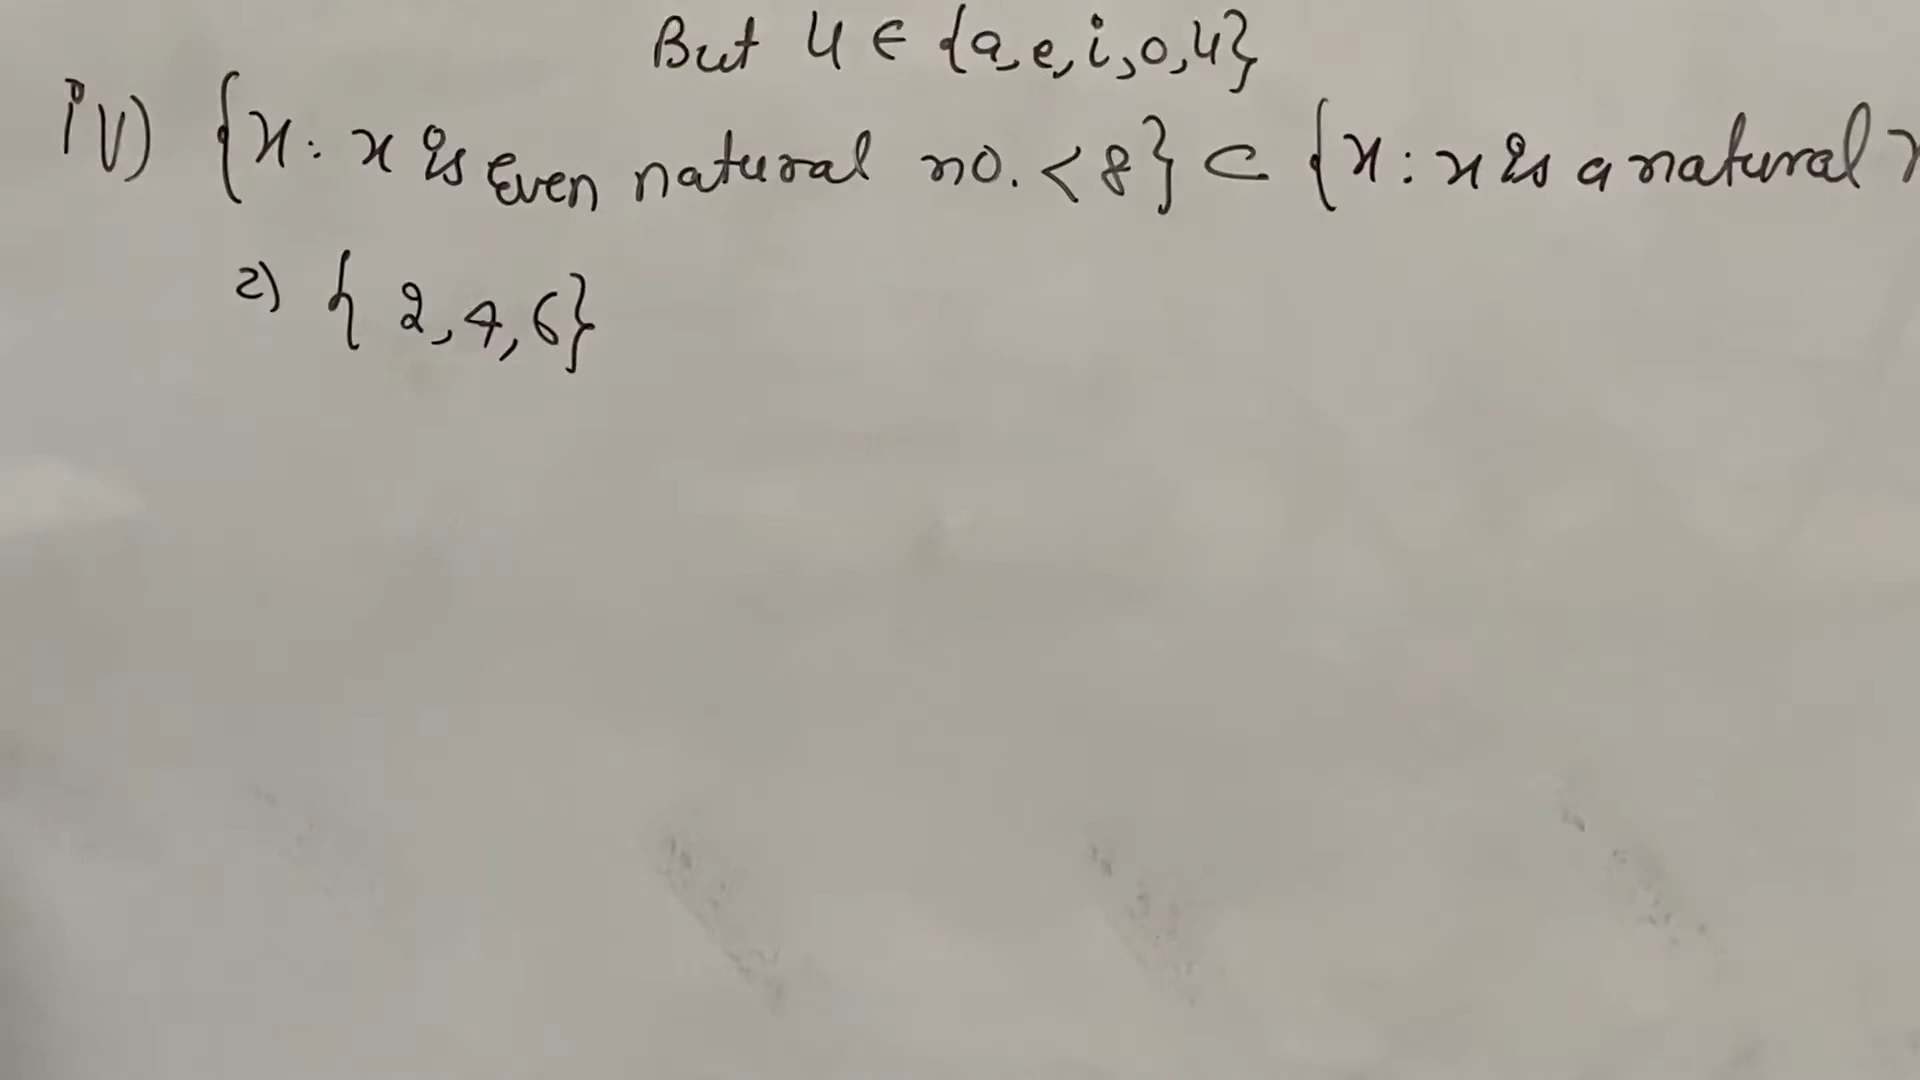 But u ∈ {a,e,i,o,u}
iv) {x: x is Even natural no. < 8} ⊂ {x: x is a natural
2) { 2,4,6}